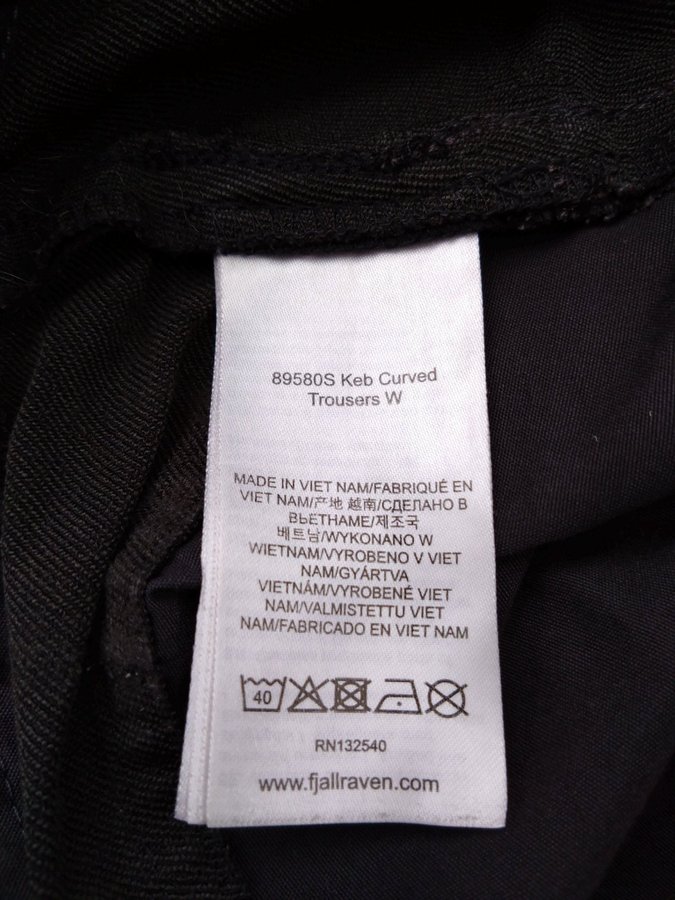 89580S Keb Curved
Trousers W
MADE IN VIET NAM/FABRIQUÉ EN
VIET NAM/产地 越南/СДЕЛАНО В
ВЬЕТНАМЕ/제조국
베트남/WYKONANO W
WIETNAM/VYROBENO V VIET
NAM/GYÁRTVA
VIETNÁM/VYROBENÉ VIET
NAM/VALMISTETTU VIET
NAM/FABRICADO EN VIET NAM
40
RN132540
www.fjallraven.com